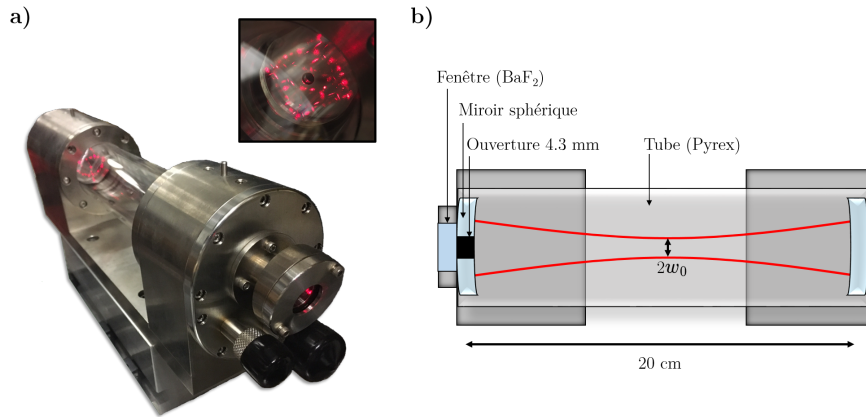 a)
b)
Fenêtre (BaF₂)
Miroir sphérique
Ouverture 4.3 mm
Tube (Pyrex)
2w₀
20 cm